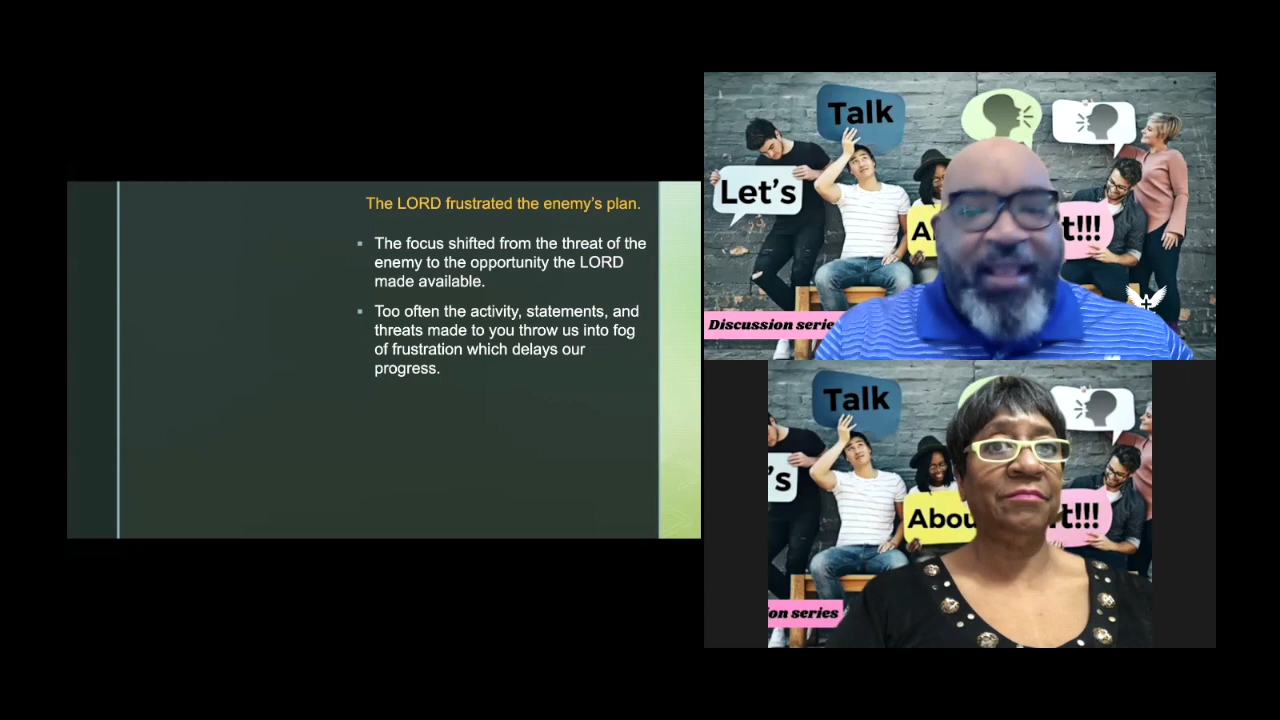 The LORD frustrated the enemy's plan.
The focus shifted from the threat of the
enemy to the opportunity the LORD
made available.
Too often the activity, statements, and
threats made to you throw us into fog
of frustration which delays our
progress.
Talk
Let's
A
t!!!
Discussion serie
Talk
's
Abou
t!!!
on series